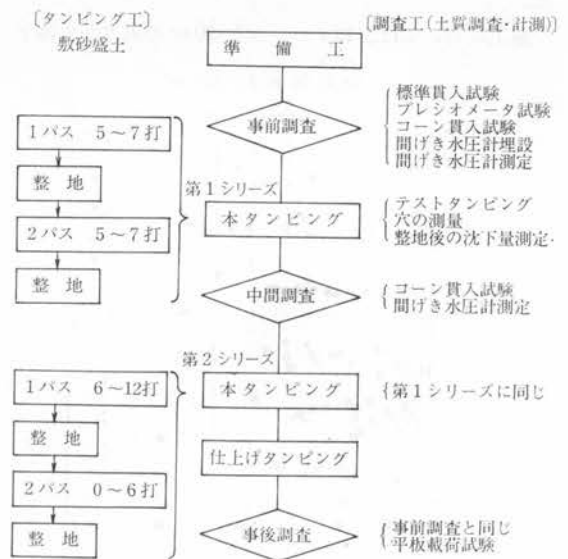 〔タンピング工〕
敷砂盛土
〔調査工(土質調査・計測)〕
準備工
事前調査
標準貫入試験
プレシオメータ試験
コーン貫入試験
間げき水圧計埋設
間げき水圧計測定
1パス 5～7打
整地
2パス 5～7打
整地
第1シリーズ
本タンピング
テストタンピング
穴の測量
整地後の沈下量測定
中間調査
コーン貫入試験
間げき水圧計測定
第2シリーズ
1パス 6～12打
整地
2パス 0～6打
整地
本タンピング
第1シリーズに同じ
仕上げタンピング
事後調査
事前調査と同じ
平板載荷試験